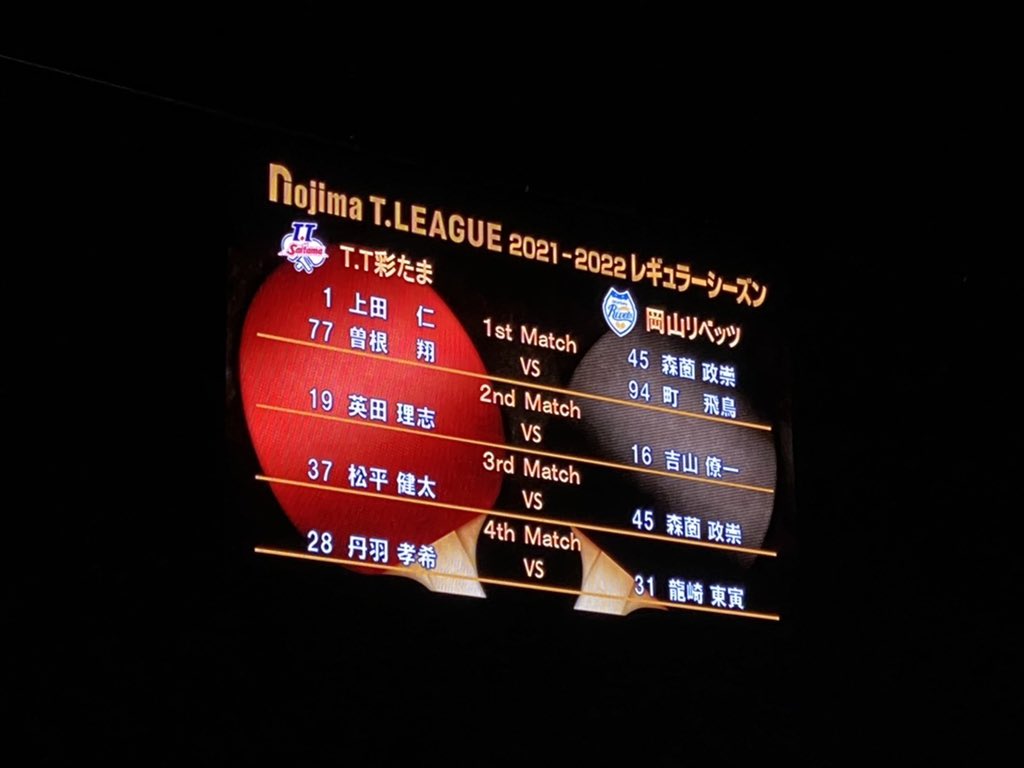 nojima T.LEAGUE 2021-2022 レギュラーシーズン
T.T Saitama
T.T彩たま
Rivets
岡山リベッツ
1 上田 仁
77 曽根 翔
1st Match
VS
45 森薗 政崇
94 町 飛鳥
19 英田 理志
2nd Match
VS
16 吉山 僚一
37 松平 健太
3rd Match
VS
45 森薗 政崇
28 丹羽 孝希
4th Match
VS
31 龍崎 東寅